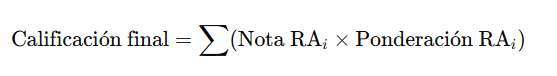 Calificación final = ∑(Nota RAᵢ × Ponderación RAᵢ)